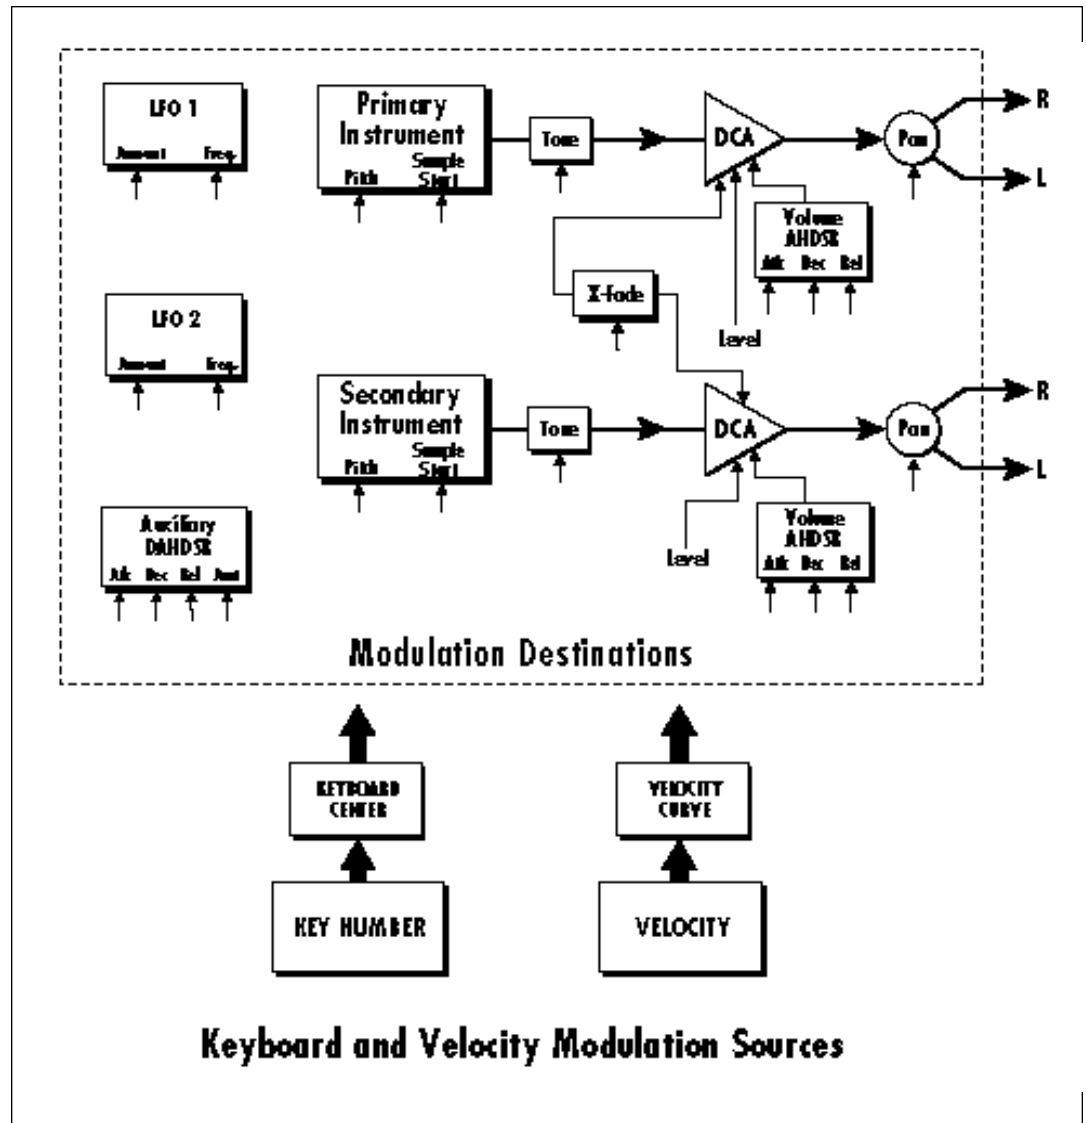 LFO 1
Amount Freq.
Primary
Instrument
Pitch Sample
Start
Tone
DCA
Pan
R
L
Volume
AHDSR
Atk Dec Rel
X-fade
Level
LFO 2
Amount Freq.
Secondary
Instrument
Pitch Sample
Start
Tone
DCA
Pan
R
L
Level
Volume
AHDSR
Atk Dec Rel
Auxiliary
DAHDSR
Atk Dec Rel Amt
Modulation Destinations
KEYBOARD
CENTER
VELOCITY
CURVE
KEY NUMBER
VELOCITY
Keyboard and Velocity Modulation Sources